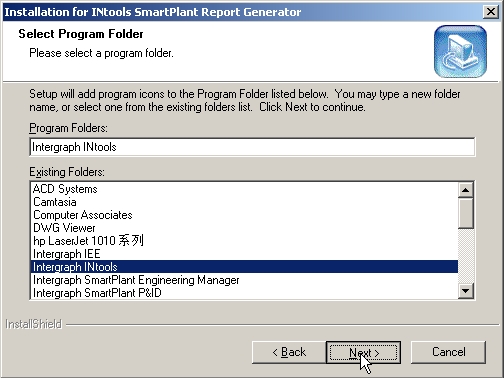 Installation for INtools SmartPlant Report Generator
Select Program Folder
Please select a program folder.
Setup will add program icons to the Program Folder listed below. You may type a new folder
name, or select one from the existing folders list. Click Next to continue.
Program Folders:
Intergraph INtools
Existing Folders:
ACD Systems
Camtasia
Computer Associates
DWG Viewer
hp LaserJet 1010 系列
Intergraph IEE
Intergraph INtools
Intergraph SmartPlant Engineering Manager
Intergraph SmartPlant P&ID
InstallShield
< Back
Next >
Cancel